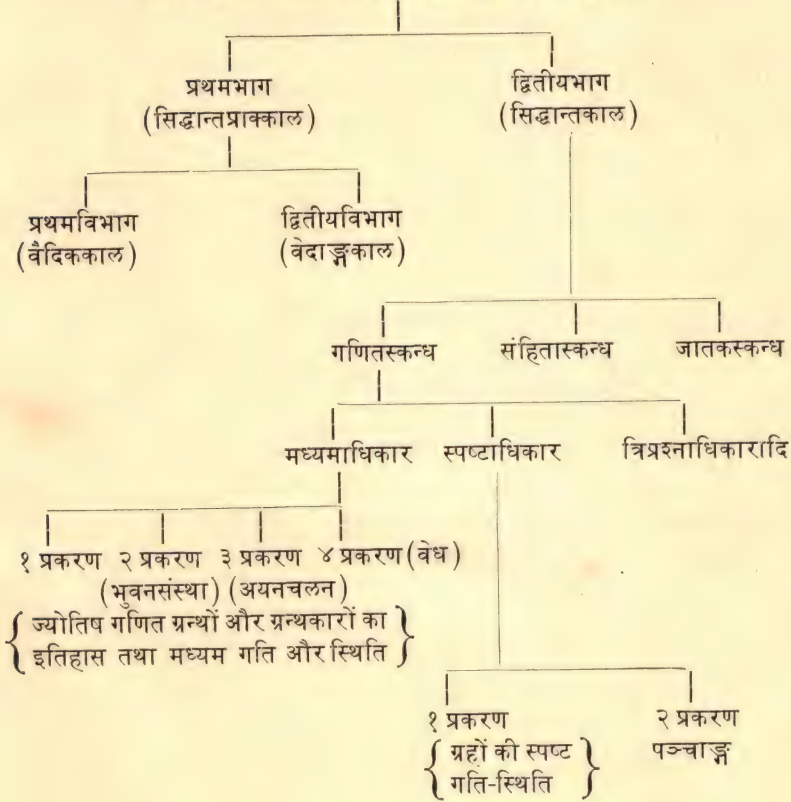 प्रथमभाग द्वितीयभाग
(सिद्धान्तप्राक्काल) (सिद्धान्तकाल)
प्रथमविभाग द्वितीयविभाग
(वैदिककाल) (वेदाङ्गकाल)
गणितस्कन्ध संहितास्कन्ध जातकस्कन्ध
मध्यमाधिकार स्पष्टाधिकार त्रिप्रश्नाधिकारादि
१ प्रकरण २ प्रकरण ३ प्रकरण ४ प्रकरण (वेध)
(भुवनसंस्था) (अयनचलन)
{ ज्योतिष गणित ग्रन्थों और ग्रन्थकारों का
इतिहास तथा मध्यम गति और स्थिति }
१ प्रकरण २ प्रकरण
{ ग्रहों की स्पष्ट पञ्चाङ्ग
गति-स्थिति }